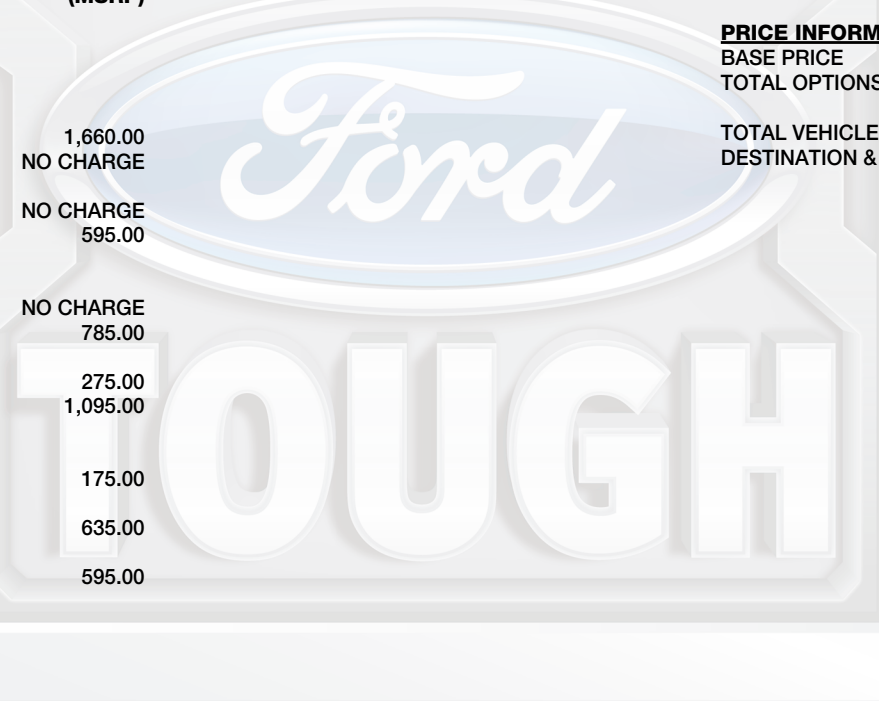 (MSRP)
1,660.00
NO CHARGE
NO CHARGE
595.00
NO CHARGE
785.00
275.00
1,095.00
175.00
635.00
595.00
PRICE INFORM
BASE PRICE
TOTAL OPTIONS
TOTAL VEHICLE
DESTINATION &
Ford
TOUGH